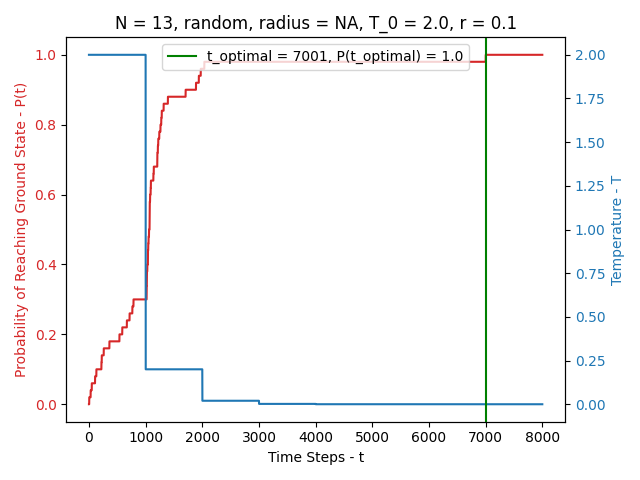 N = 13, random, radius = NA, T_0 = 2.0, r = 0.1
t_optimal = 7001, P(t_optimal) = 1.0
Probability of Reaching Ground State - P(t)
1.0
0.8
0.6
0.4
0.2
0.0
2.00
1.75
1.50
1.25
1.00
0.75
0.50
0.25
0.00
Temperature - T
0 1000 2000 3000 4000 5000 6000 7000 8000
Time Steps - t